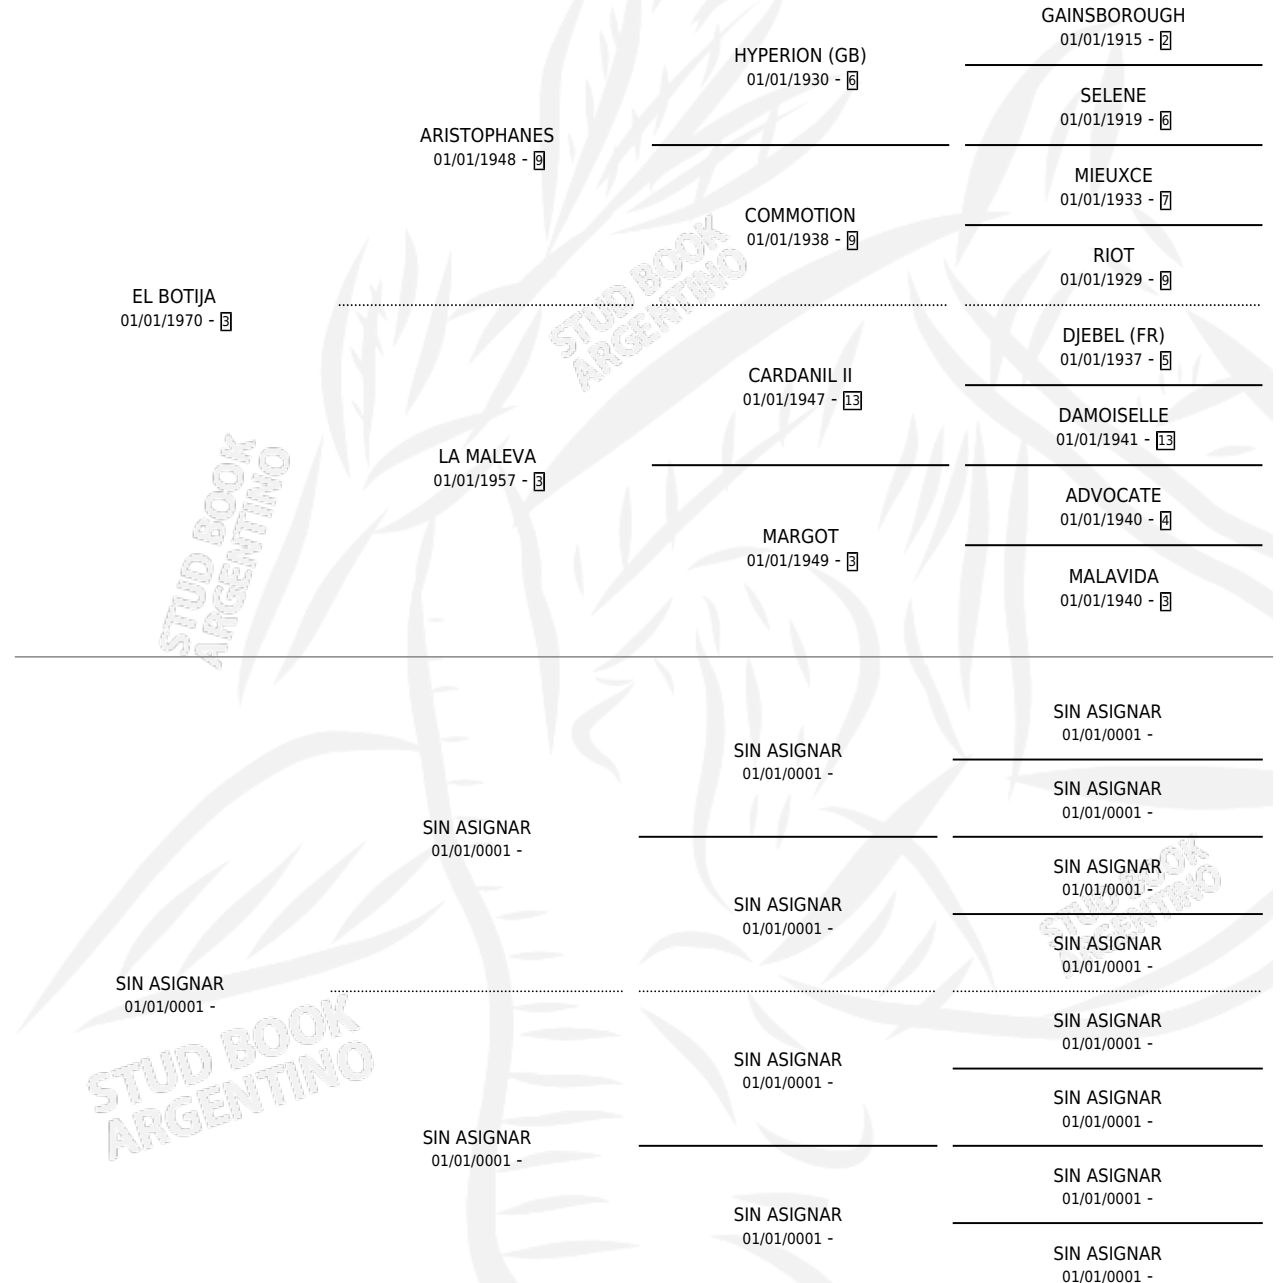 GAINSBOROUGH
01/01/1915 - 2
HYPERION (GB)
01/01/1930 - 6
SELENE
01/01/1919 - 6
ARISTOPHANES
01/01/1948 - 9
MIEUXCE
01/01/1933 - 7
COMMOTION
01/01/1938 - 9
RIOT
01/01/1929 - 9
EL BOTIJA
01/01/1970 - 3
DJEBEL (FR)
01/01/1937 - 5
CARDANIL II
01/01/1947 - 13
DAMOISELLE
01/01/1941 - 13
LA MALEVA
01/01/1957 - 3
ADVOCATE
01/01/1940 - 4
MARGOT
01/01/1949 - 3
MALAVIDA
01/01/1940 - 3
STUD BOOK
ARGENTINO
STUD BOOK
ARGENTINO
SIN ASIGNAR
01/01/0001 -
SIN ASIGNAR
01/01/0001 -
SIN ASIGNAR
01/01/0001 -
SIN ASIGNAR
01/01/0001 -
SIN ASIGNAR
01/01/0001 -
SIN ASIGNAR
01/01/0001 -
SIN ASIGNAR
01/01/0001 -
SIN ASIGNAR
01/01/0001 -
SIN ASIGNAR
01/01/0001 -
SIN ASIGNAR
01/01/0001 -
SIN ASIGNAR
01/01/0001 -
SIN ASIGNAR
01/01/0001 -
SIN ASIGNAR
01/01/0001 -
SIN ASIGNAR
01/01/0001 -
SIN ASIGNAR
01/01/0001 -
STUD BOOK
ARGENTINO
STUD BOOK
ARGENTINO